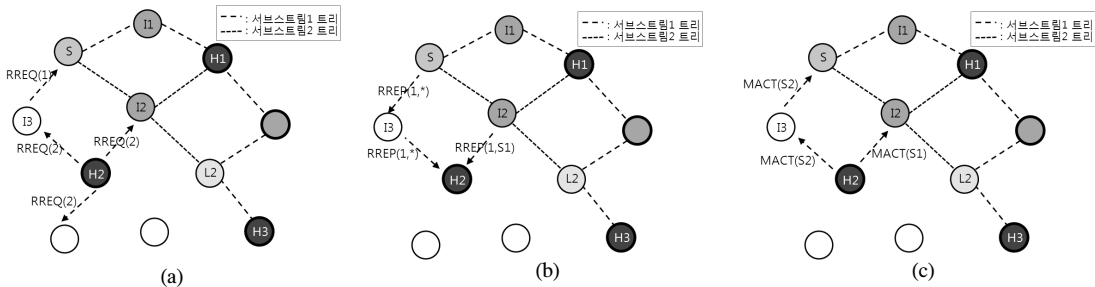 : 서브스트림1 트리
: 서브스트림2 트리
I1
S
H1
RREQ(1)
I2
I3
RREQ(2)
RREQ(2)
H2
L2
RREQ(2)
H3
(a)
: 서브스트림1 트리
: 서브스트림2 트리
I1
S
H1
RREP(1,*)
I2
I3
RREP(1,*)
RREP(1,S1)
H2
L2
H3
(b)
: 서브스트림1 트리
: 서브스트림2 트리
I1
S
H1
MACT(S2)
I2
I3
MACT(S2)
MACT(S1)
H2
L2
H3
(c)